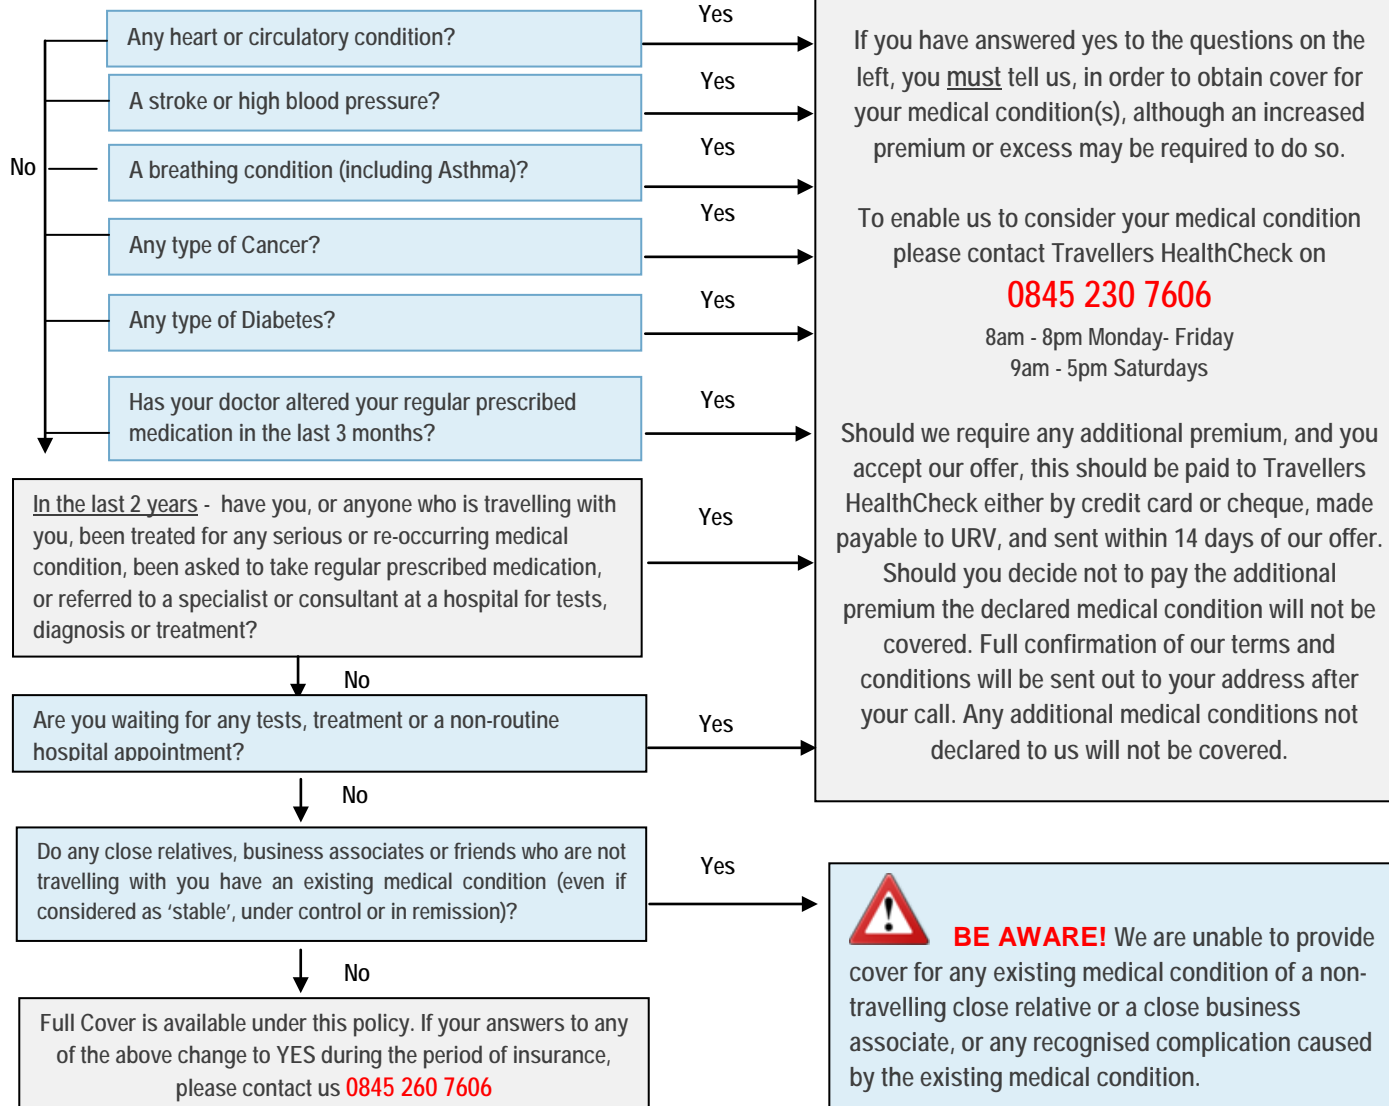 Yes
Any heart or circulatory condition?
Yes
A stroke or high blood pressure?
Yes
No
A breathing condition (including Asthma)?
Yes
Any type of Cancer?
Yes
Any type of Diabetes?
Yes
Has your doctor altered your regular prescribed
medication in the last 3 months?
In the last 2 years - have you, or anyone who is travelling with
you, been treated for any serious or re-occurring medical
condition, been asked to take regular prescribed medication,
or referred to a specialist or consultant at a hospital for tests,
diagnosis or treatment?
Yes
No
Are you waiting for any tests, treatment or a non-routine
hospital appointment?
Yes
No
Do any close relatives, business associates or friends who are not
travelling with you have an existing medical condition (even if
considered as ‘stable’, under control or in remission)?
Yes
No
Full Cover is available under this policy. If your answers to any
of the above change to YES during the period of insurance,
please contact us 0845 260 7606
If you have answered yes to the questions on the
left, you must tell us, in order to obtain cover for
your medical condition(s), although an increased
premium or excess may be required to do so.
To enable us to consider your medical condition
please contact Travellers HealthCheck on
0845 230 7606
8am - 8pm Monday- Friday
9am - 5pm Saturdays
Should we require any additional premium, and you
accept our offer, this should be paid to Travellers
HealthCheck either by credit card or cheque, made
payable to URV, and sent within 14 days of our offer.
Should you decide not to pay the additional
premium the declared medical condition will not be
covered. Full confirmation of our terms and
conditions will be sent out to your address after
your call. Any additional medical conditions not
declared to us will not be covered.
BE AWARE! We are unable to provide
cover for any existing medical condition of a non-
travelling close relative or a close business
associate, or any recognised complication caused
by the existing medical condition.